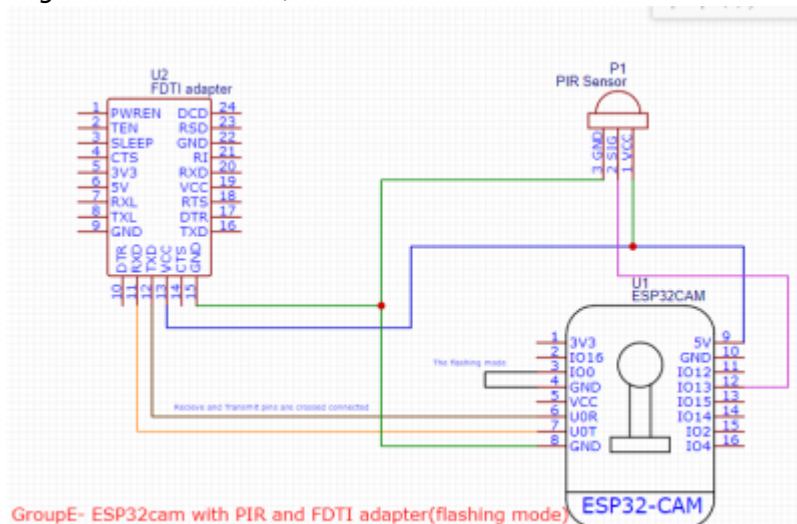 U2
FDTI adapter
1 PWREN DCD 24
2 TEN RSD 23
3 SLEEP GND 22
4 CTS RI 21
5 3V3 RXD 20
6 5V VCC 19
7 RXL RTS 18
8 TXL DTR 17
9 GND TXD 16
DTR RXD TXD VCC CTS GND
10 11 12 13 14 15
P1
PIR Sensor
3 GND 2 SIG 1 VCC
U1
ESP32CAM
1 3V3 5V 9
2 IO16 GND 10
The flashing mode
3 IO0 IO12 11
4 GND IO13 12
5 VCC IO15 13
Recieve and Transmit pins are crossed connected
6 U0R IO14 14
7 U0T IO2 15
8 GND IO4 16
ESP32-CAM
GroupE- ESP32cam with PIR and FDTI adapter(flashing mode)